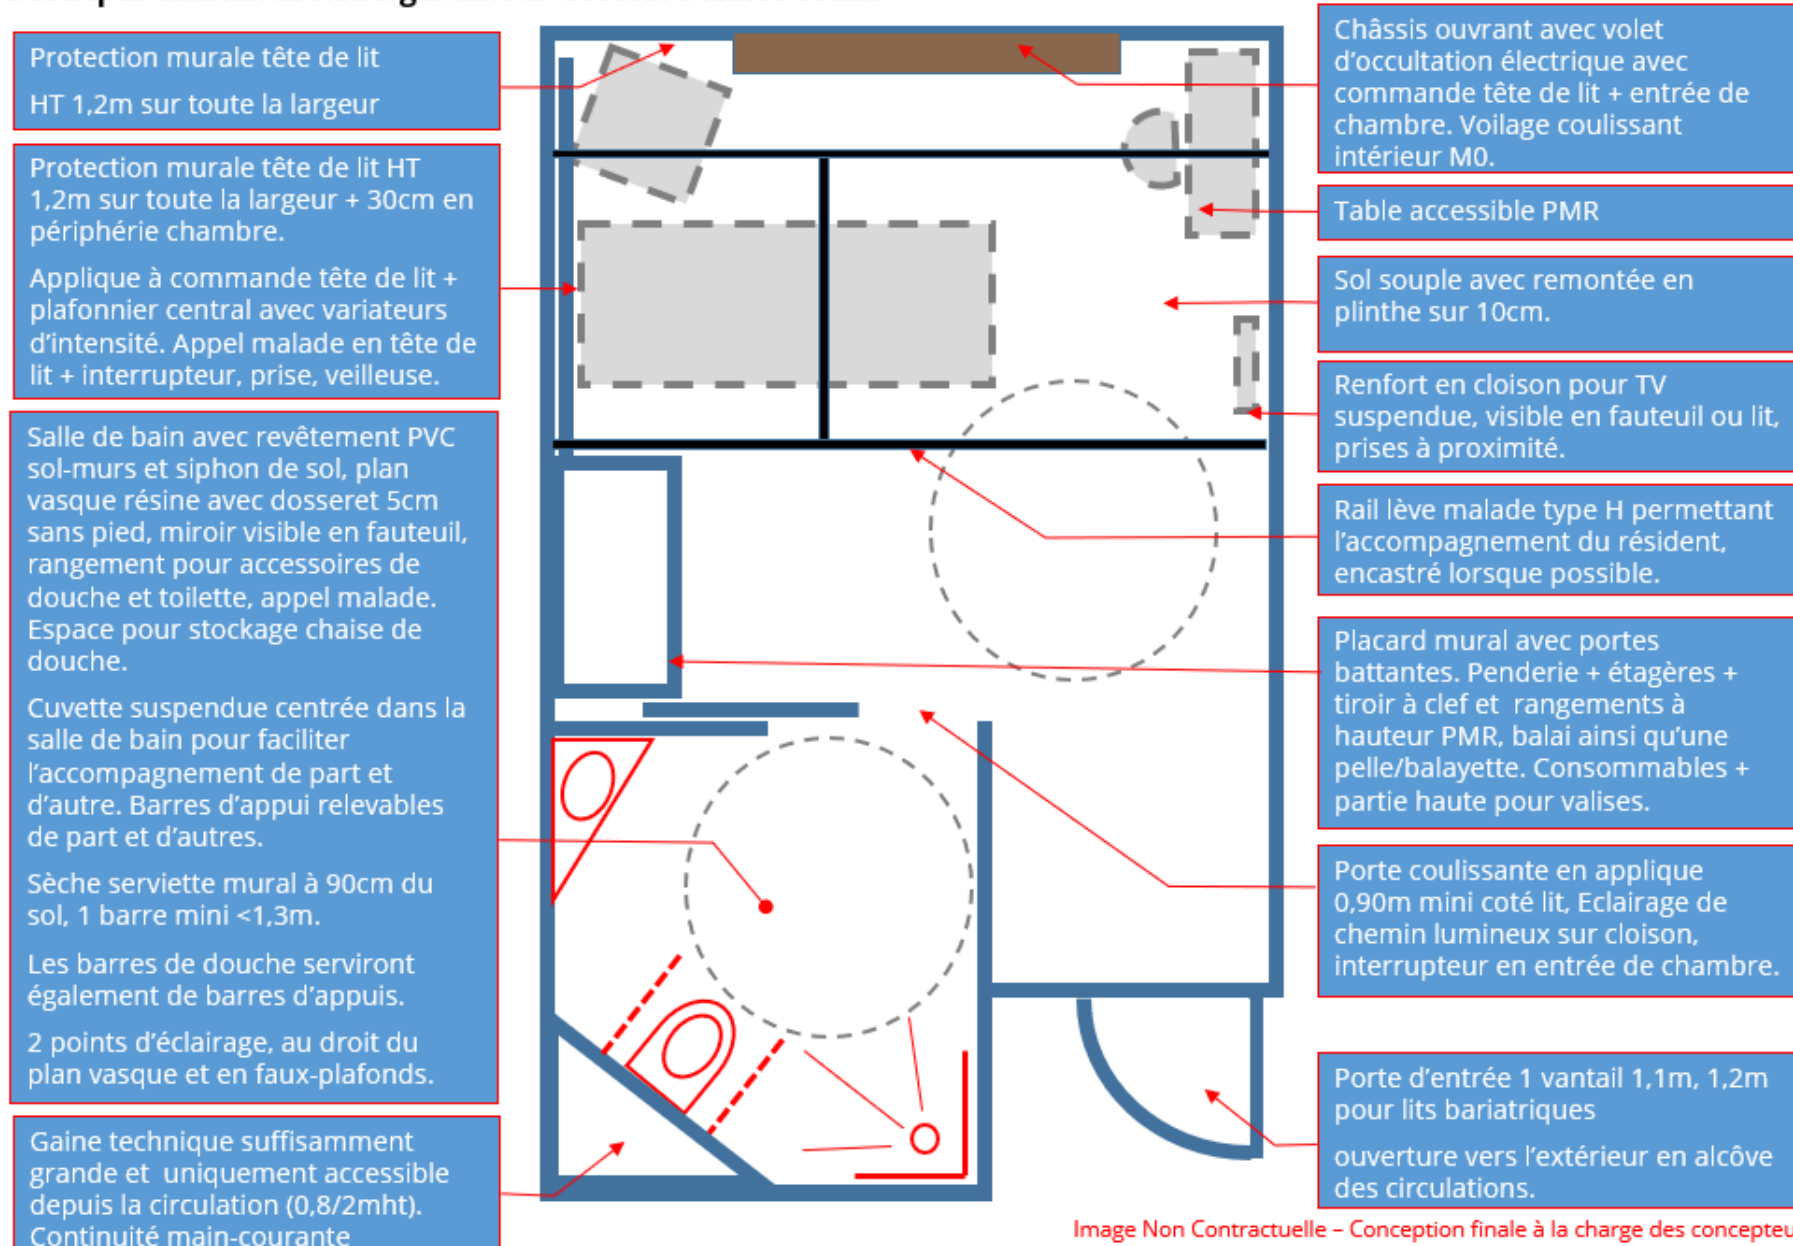 Protection murale tête de lit
HT 1,2m sur toute la largeur
Protection murale tête de lit HT
1,2m sur toute la largeur + 30cm en
périphérie chambre.
Applique à commande tête de lit +
plafonnier central avec variateurs
d’intensité. Appel malade en tête de
lit + interrupteur, prise, veilleuse.
Salle de bain avec revêtement PVC
sol-murs et siphon de sol, plan
vasque résine avec dosseret 5cm
sans pied, miroir visible en fauteuil,
rangement pour accessoires de
douche et toilette, appel malade.
Espace pour stockage chaise de
douche.
Cuvette suspendue centrée dans la
salle de bain pour faciliter
l’accompagnement de part et
d’autre. Barres d’appui relevables
de part et d’autres.
Sèche serviette mural à 90cm du
sol, 1 barre mini <1,3m.
Les barres de douche serviront
également de barres d’appuis.
2 points d’éclairage, au droit du
plan vasque et en faux-plafonds.
Gaine technique suffisamment
grande et  uniquement accessible
depuis la circulation (0,8/2mht).
Continuité main-courante
Châssis ouvrant avec volet
d’occultation électrique avec
commande tête de lit + entrée de
chambre. Voilage coulissant
intérieur M0.
Table accessible PMR
Sol souple avec remontée en
plinthe sur 10cm.
Renfort en cloison pour TV
suspendue, visible en fauteuil ou lit,
prises à proximité.
Rail lève malade type H permettant
l’accompagnement du résident,
encastré lorsque possible.
Placard mural avec portes
battantes. Penderie + étagères +
tiroir à clef et  rangements à
hauteur PMR, balai ainsi qu’une
pelle/balayette. Consommables +
partie haute pour valises.
Porte coulissante en applique
0,90m mini coté lit, Eclairage de
chemin lumineux sur cloison,
interrupteur en entrée de chambre.
Porte d’entrée 1 vantail 1,1m, 1,2m
pour lits bariatriques
ouverture vers l’extérieur en alcôve
des circulations.
Image Non Contractuelle – Conception finale à la charge des concepteu